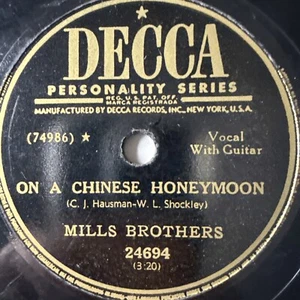 DECCA
PERSONALITY SERIES
REG. U.S. PAT. OFF.
MARCA REGISTRADA
MANUFACTURED BY DECCA RECORDS, INC., NEW YORK, U.S.A.
(74986) ★
Vocal
With Guitar
ON A CHINESE HONEYMOON
(C. J. Hausman-W. L. Shockley)
MILLS BROTHERS
24694
(3:20)